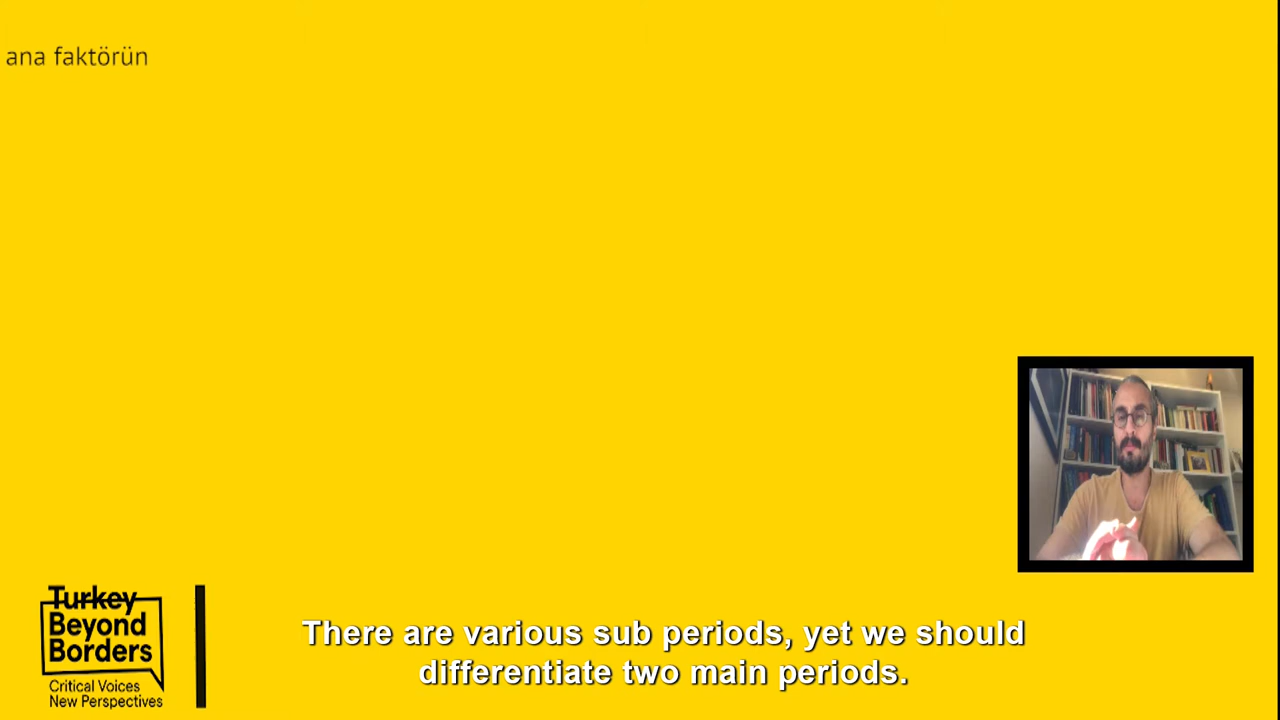 ana faktörün
Turkey
Beyond
Borders
Critical Voices
New Perspectives
There are various sub periods, yet we should
differentiate two main periods.